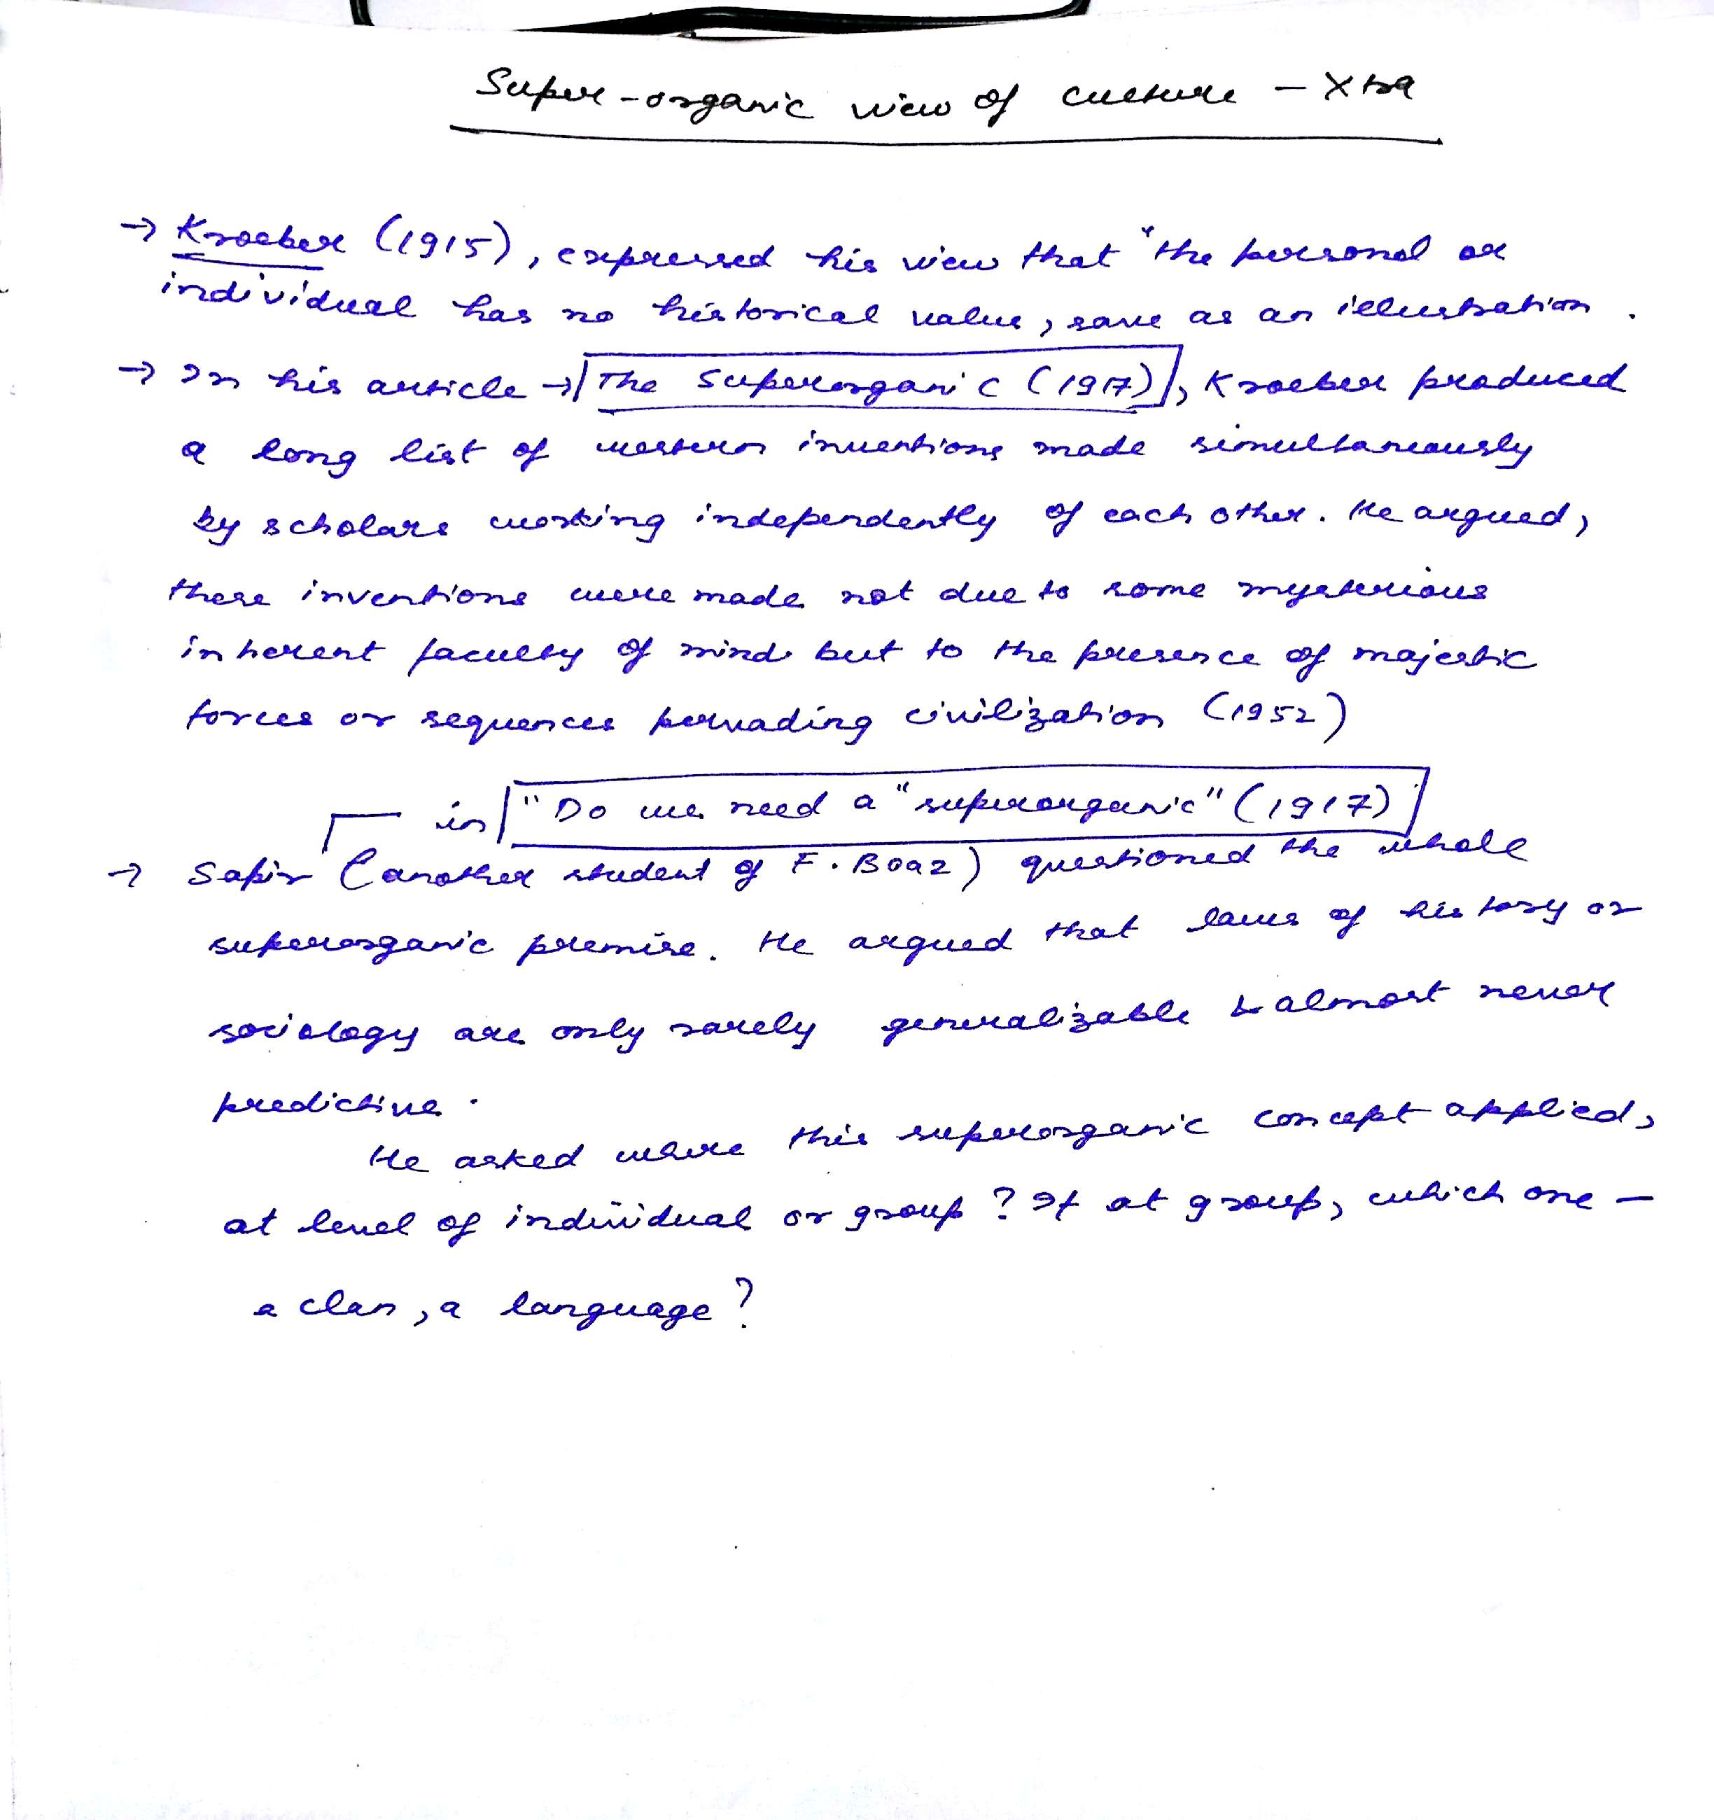 Super-organic view of culture - Xtra
→ Kroeber (1915), expressed his view that "the personal or
individual has no historical value, save as an illustration.
→ In his article → The Superorganic (1917), Kroeber produced
a long list of western inventions made simultaneously
by scholars working independently of each other. He argued,
these inventions were made not due to some mysterious
inherent faculty of mind but to the presence of majestic
forces or sequences pervading civilization (1952)
in "Do we need a "superorganic" (1917)
→ Sapir (another student of F. Boaz) questioned the whole
superorganic premise. He argued that laws of history or
sociology are only rarely generalizable & almost never
predictive.
He asked where this superorganic concept applied,
at level of individual or group? If at group, which one -
a clan, a language?